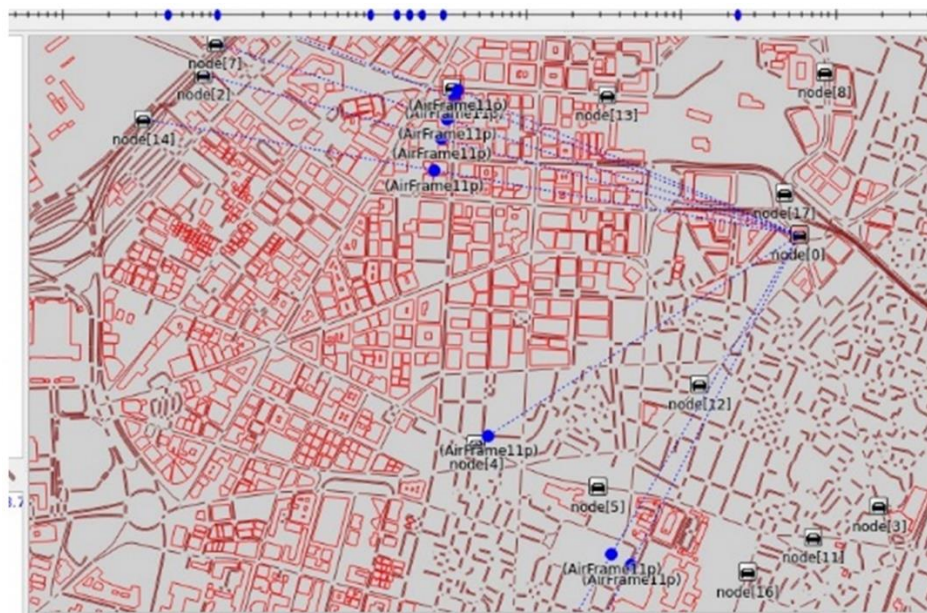 node[7]
node[2]
node[8]
node[14]
(AirFrame11p)
(AirFrame11p)
node[13]
(AirFrame11p)
(AirFrame11p)
(AirFrame11p)
node[17]
node[0]
node[12]
(AirFrame11p)
node[4]
node[5]
node[3]
node[11]
(AirFrame11p)
(AirFrame11p)
node[16]